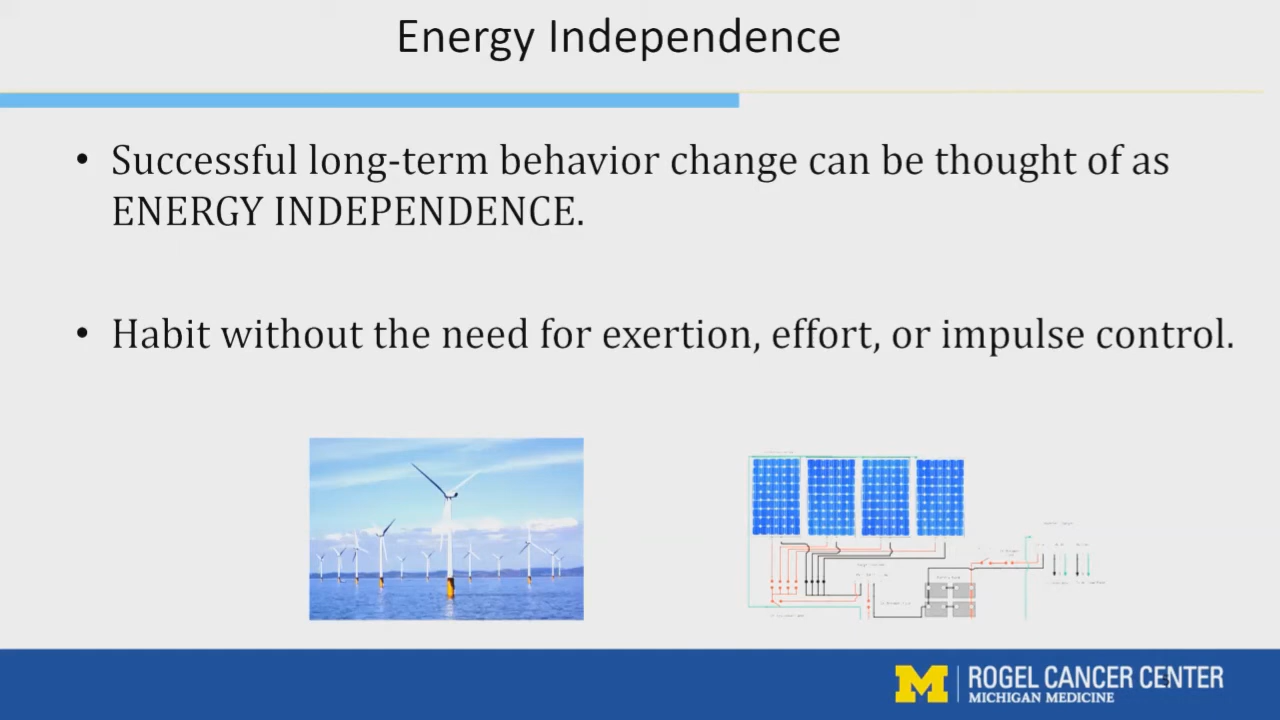 Energy Independence
• Successful long-term behavior change can be thought of as
ENERGY INDEPENDENCE.
• Habit without the need for exertion, effort, or impulse control.
M ROGEL CANCER CENTER
MICHIGAN MEDICINE